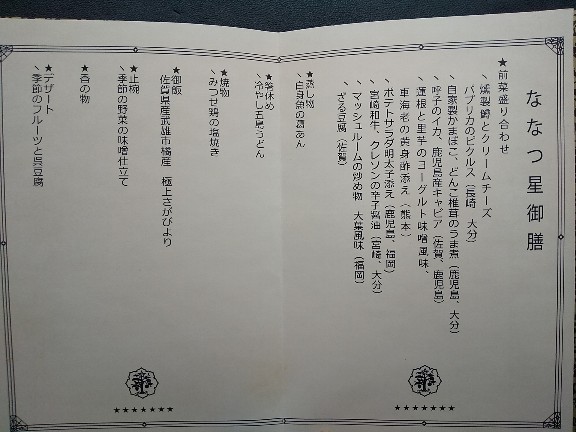 ななつ星御膳
★前菜盛り合わせ
、燻製鱒とクリームチーズ
パプリカのピクルス（長崎、大分）
、自家製かまぼこ、どんこ椎茸のうま煮（鹿児島、大分）
、呼子のイカ、鹿児島産キャビア（佐賀、鹿児島）
、蓮根と里芋のヨーグルト味噌風味、
車海老の黄身酢添え（熊本）
、ポテトサラダ明太子添え（鹿児島、福岡）
、宮崎和牛、クレソンの辛子醤油（宮崎、大分）
、マッシュルームの炒め物　大葉風味（福岡）
、ざる豆腐（佐賀）
★蒸し物
、白身魚の葛あん
★箸休め
、冷やし五島うどん
★焼物
、みつせ鶏の塩焼き
★御飯
佐賀県産武雄市橘産　極上さがびより
★止椀
、季節の野菜の味噌仕立て
★香の物
★デザート
、季節のフルーツと呉豆腐
★★★★★★★
★★★★★★★